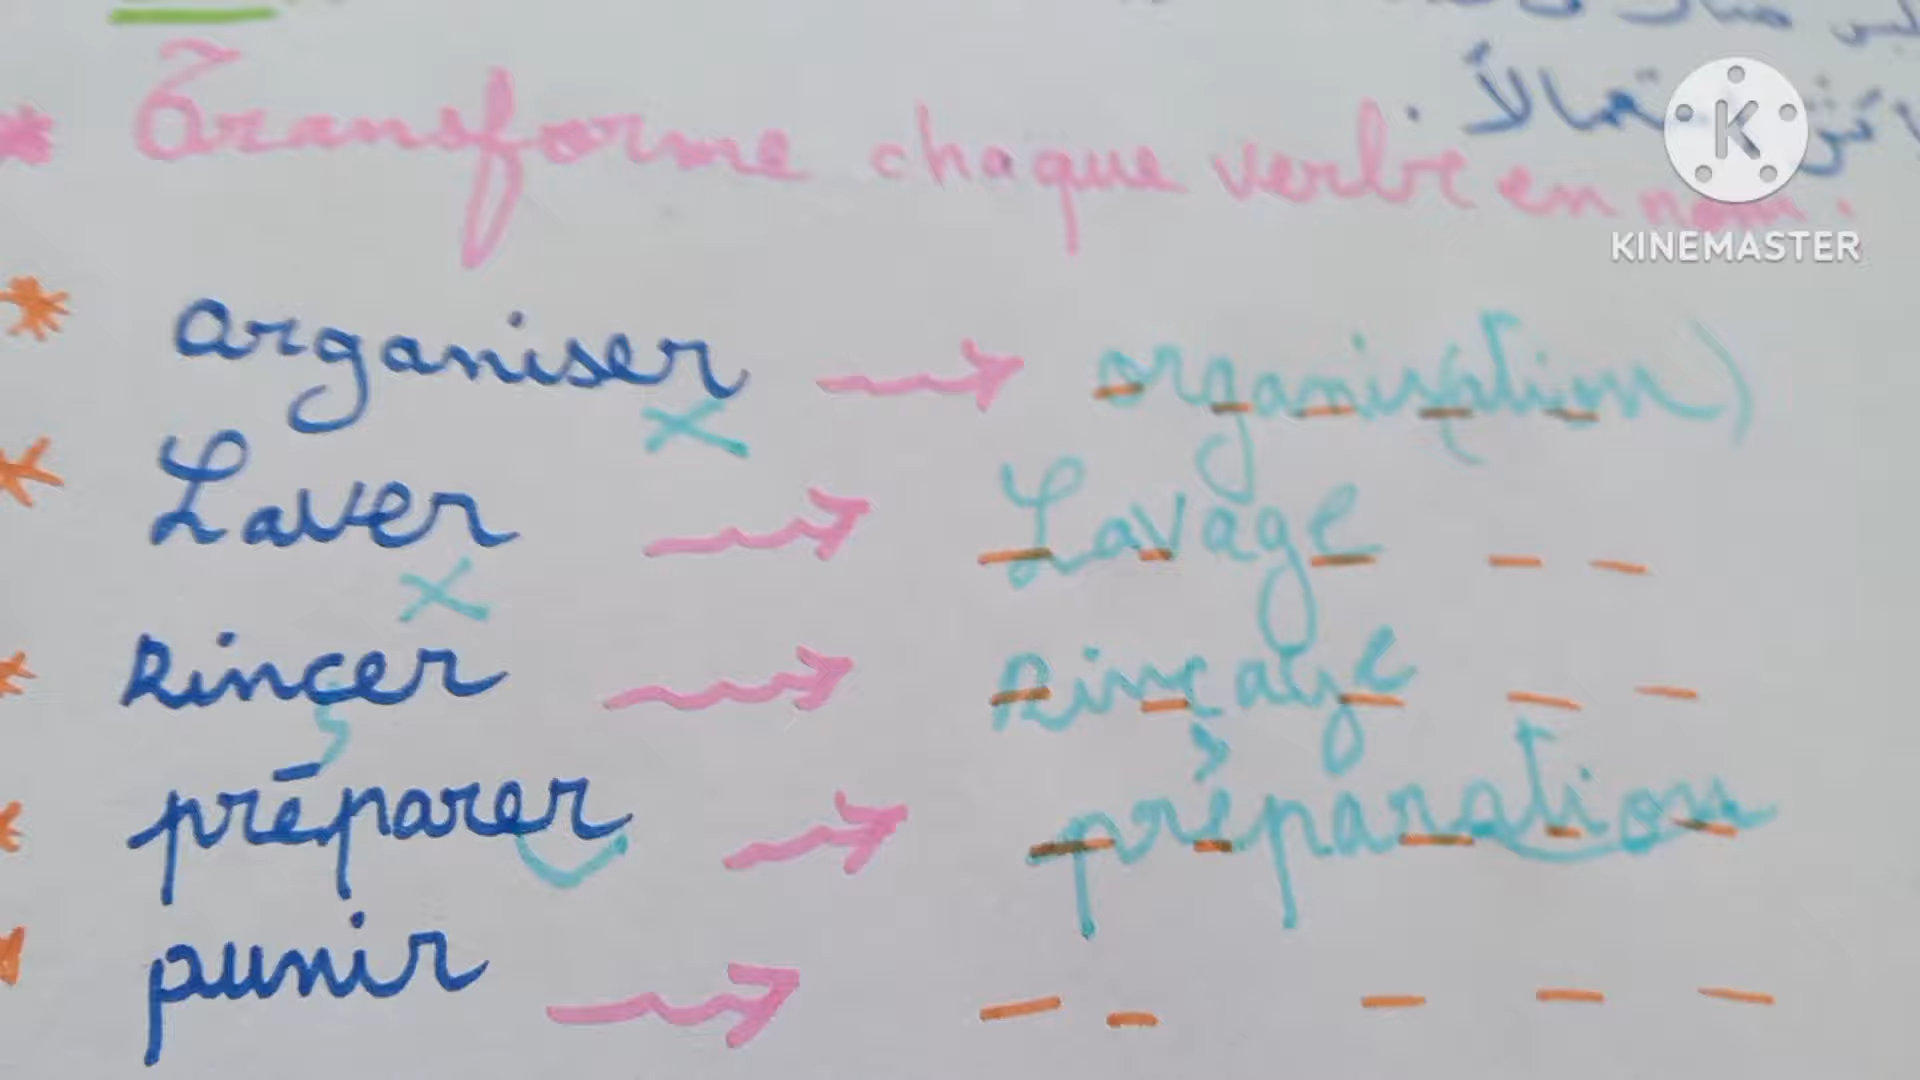 Transforme chaque verbe en nom.
KINEMASTER
organiser → organisation
Laver → Lavage
Rincer → Rinçage
préparer → préparation
punir →